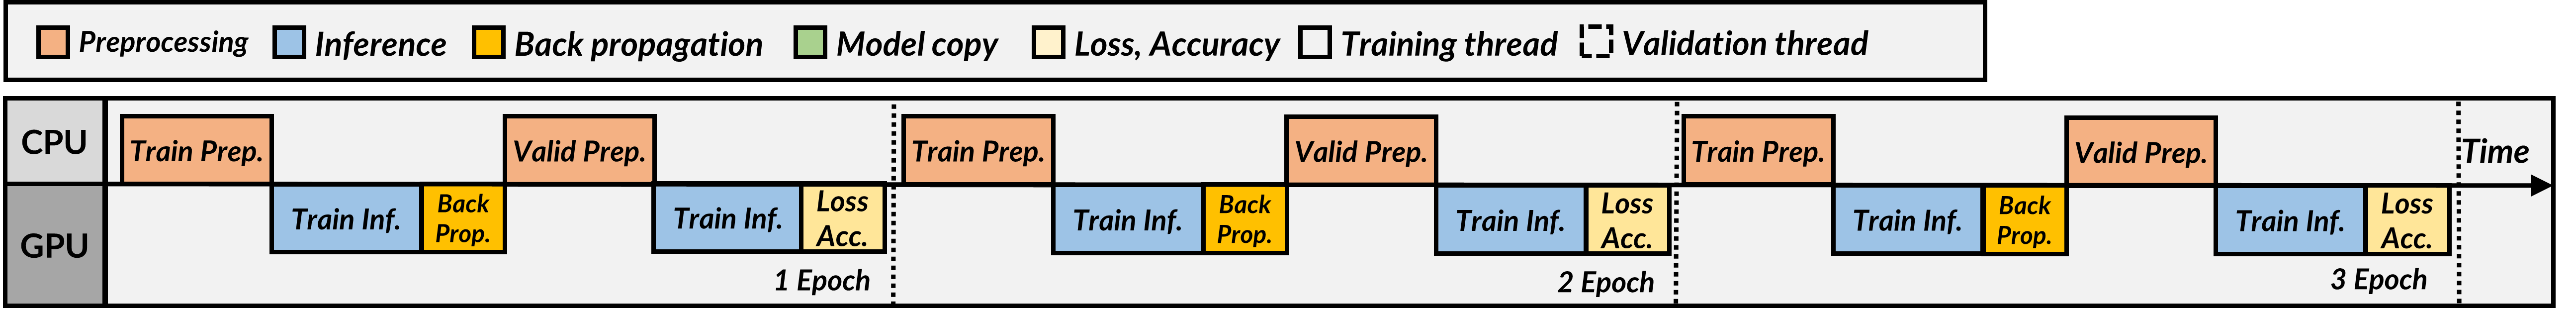 Preprocessing Inference Back propagation Model copy Loss, Accuracy Training thread Validation thread
CPU Train Prep. Valid Prep. Train Prep. Valid Prep. Train Prep. Valid Prep. Time
GPU Train Inf. Back Prop. Train Inf. Loss Acc. Train Inf. Back Prop. Train Inf. Loss Acc. Train Inf. Back Prop. Train Inf. Loss Acc.
1 Epoch 2 Epoch 3 Epoch